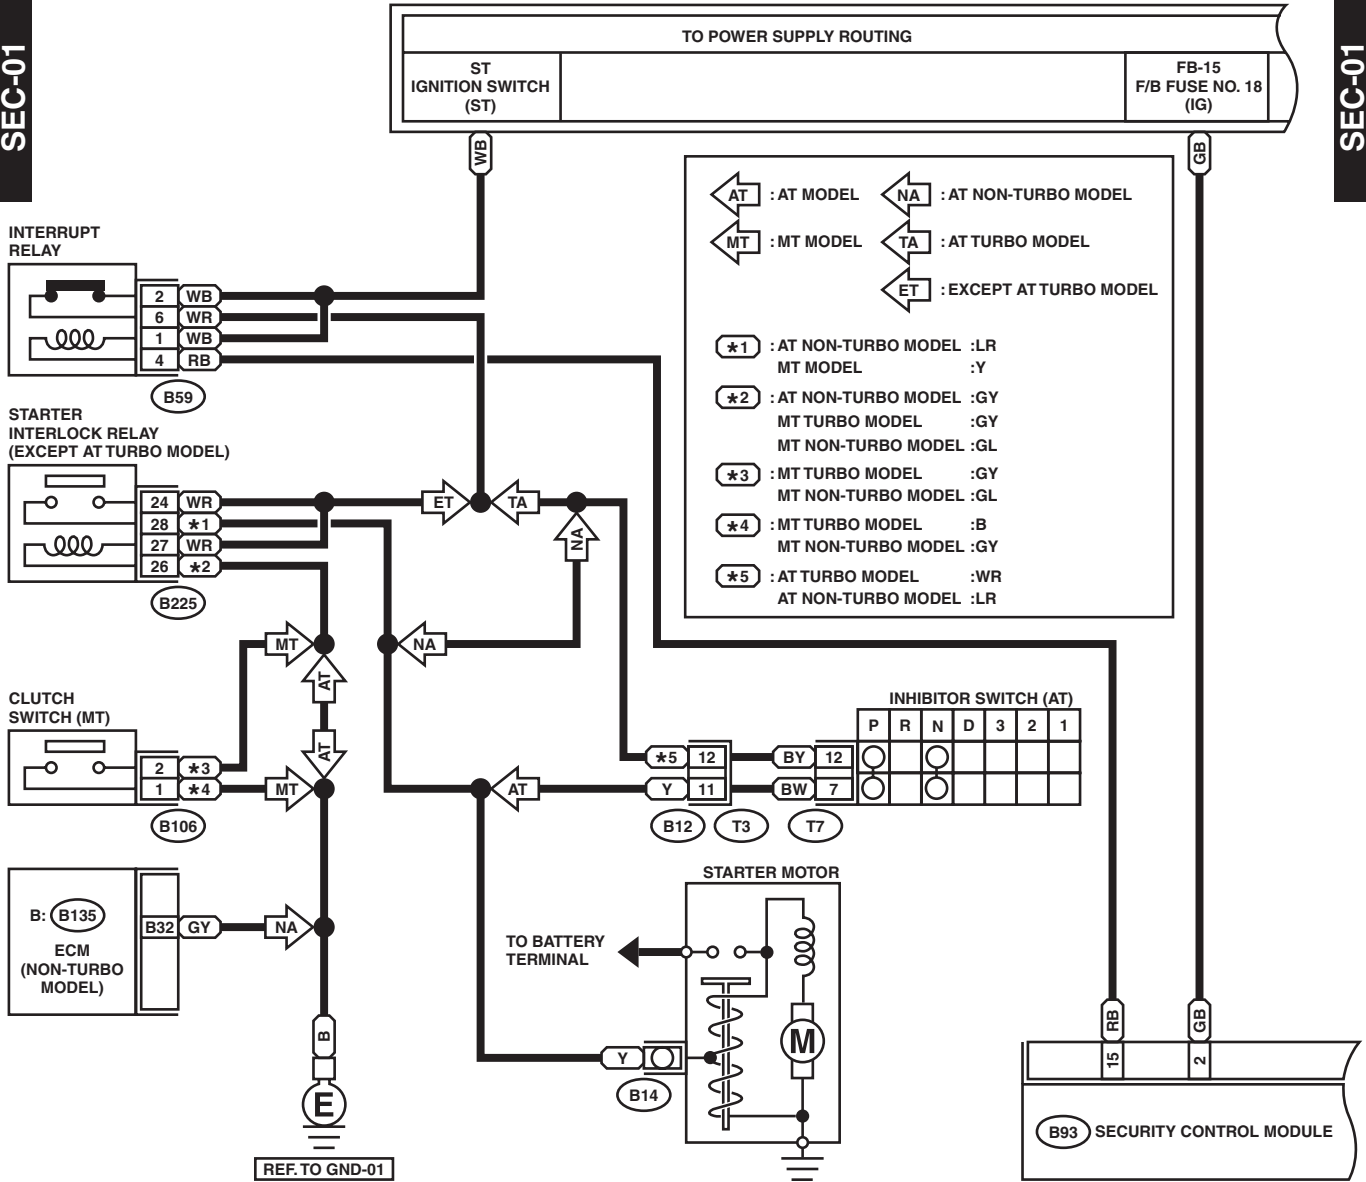 SEC-01
SEC-01
TO POWER SUPPLY ROUTING
ST
IGNITION SWITCH
(ST)
FB-15
F/B FUSE NO. 18
(IG)
WB
GB
AT : AT MODEL
NA : AT NON-TURBO MODEL
MT : MT MODEL
TA : AT TURBO MODEL
ET : EXCEPT AT TURBO MODEL
*1 : AT NON-TURBO MODEL :LR
MT MODEL :Y
*2 : AT NON-TURBO MODEL :GY
MT TURBO MODEL :GY
MT NON-TURBO MODEL :GL
*3 : MT TURBO MODEL :GY
MT NON-TURBO MODEL :GL
*4 : MT TURBO MODEL :B
MT NON-TURBO MODEL :GY
*5 : AT TURBO MODEL :WR
AT NON-TURBO MODEL :LR
INTERRUPT
RELAY
2 WB
6 WR
1 WB
4 RB
B59
STARTER
INTERLOCK RELAY
(EXCEPT AT TURBO MODEL)
24 WR
28 *1
27 WR
26 *2
B225
ET
TA
NA
MT
NA
AT
AT
CLUTCH
SWITCH (MT)
2 *3
1 *4
MT
B106
AT
INHIBITOR SWITCH (AT)
P R N D 3 2 1
*5 12 BY 12
Y 11 BW 7
B12 T3 T7
B: B135
ECM
(NON-TURBO
MODEL)
B32 GY
NA
B
E
REF. TO GND-01
STARTER MOTOR
TO BATTERY
TERMINAL
M
Y
B14
RB
GB
15
2
B93 SECURITY CONTROL MODULE